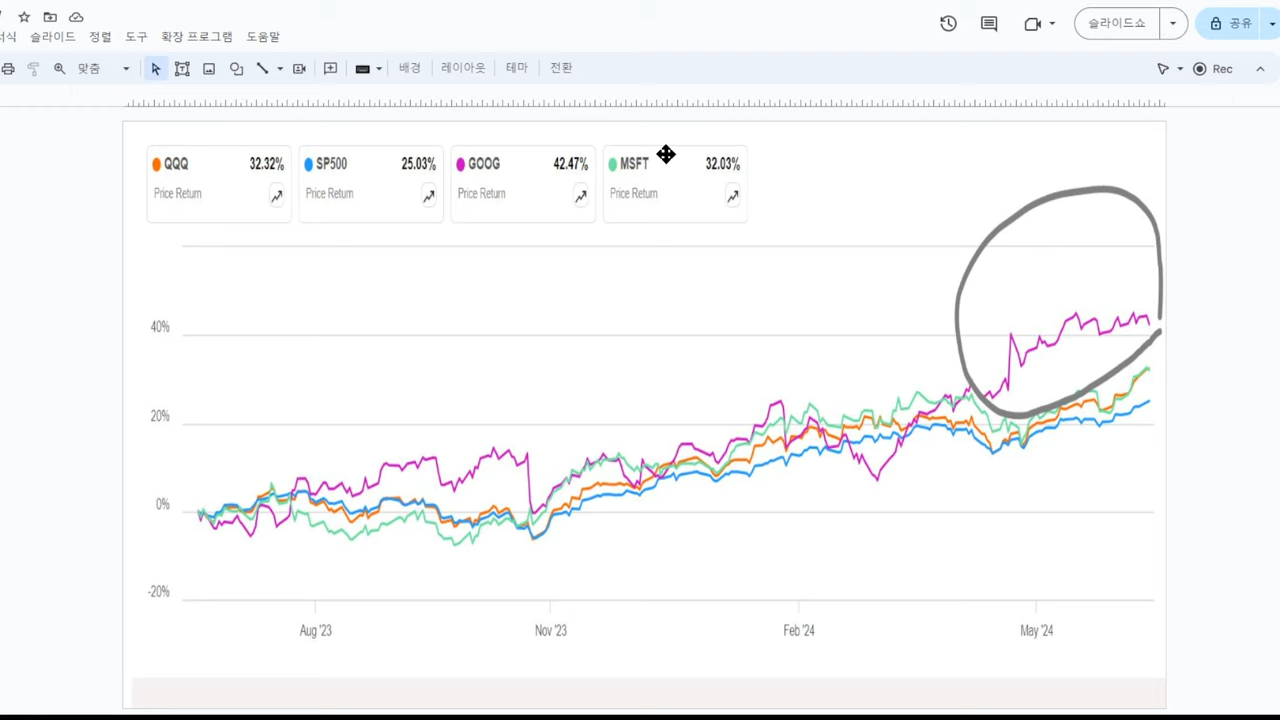 슬라이드쇼
공유
서식 슬라이드 정렬 도구 확장 프로그램 도움말
맞춤 배경 레이아웃 테마 전환 Rec
QQQ 32.32% SP500 25.03% GOOG 42.47% MSFT 32.03%
Price Return Price Return Price Return Price Return
40%
20%
0%
-20%
Aug '23 Nov '23 Feb '24 May '24